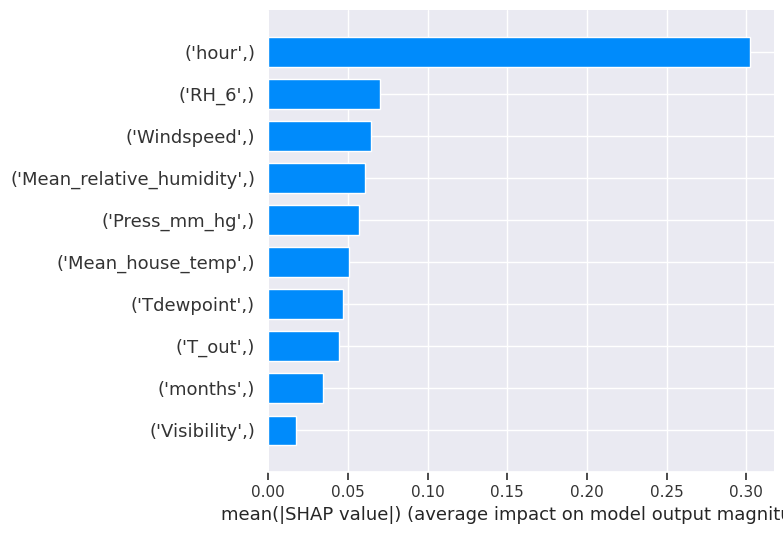 ('hour',)
('RH_6',)
('Windspeed',)
('Mean_relative_humidity',)
('Press_mm_hg',)
('Mean_house_temp',)
('Tdewpoint',)
('T_out',)
('months',)
('Visibility',)
0.00 0.05 0.10 0.15 0.20 0.25 0.30
mean(|SHAP value|) (average impact on model output magnitu